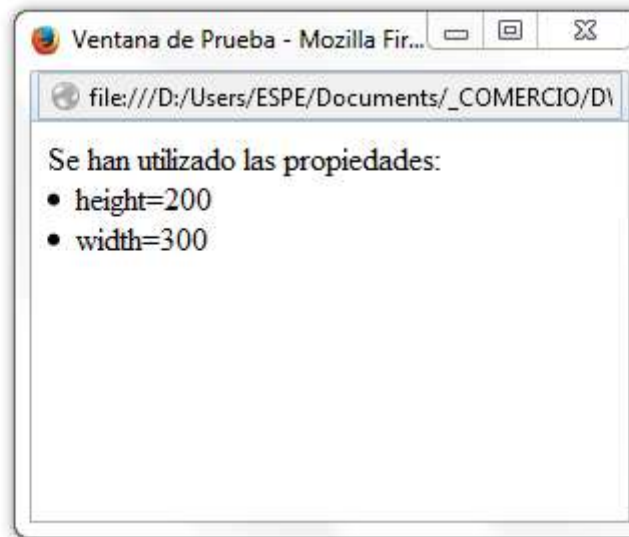 Ventana de Prueba - Mozilla Fir...
file:///D:/Users/ESPE/Documents/_COMERCIO/D\
Se han utilizado las propiedades:
• height=200
• width=300